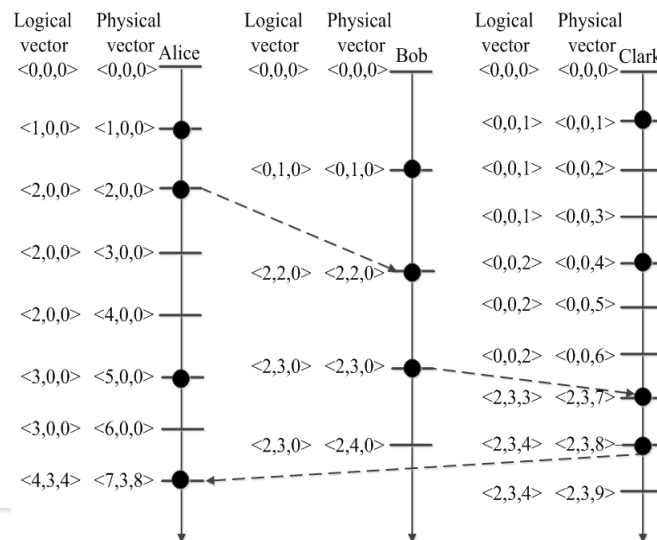 Logical Physical Logical Physical Logical Physical
vector vector Alice vector vector Bob vector vector Clark
<0,0,0> <0,0,0> <0,0,0> <0,0,0> <0,0,0> <0,0,0>
<1,0,0> <1,0,0> <0,0,1> <0,0,1>
<0,1,0> <0,1,0> <0,0,1> <0,0,2>
<2,0,0> <2,0,0> <0,0,1> <0,0,3>
<2,0,0> <3,0,0> <2,2,0> <2,2,0> <0,0,2> <0,0,4>
<2,0,0> <4,0,0> <0,0,2> <0,0,5>
<2,3,0> <2,3,0> <0,0,2> <0,0,6>
<3,0,0> <5,0,0> <2,3,3> <2,3,7>
<3,0,0> <6,0,0> <2,3,0> <2,4,0> <2,3,4> <2,3,8>
<4,3,4> <7,3,8> <2,3,4> <2,3,9>